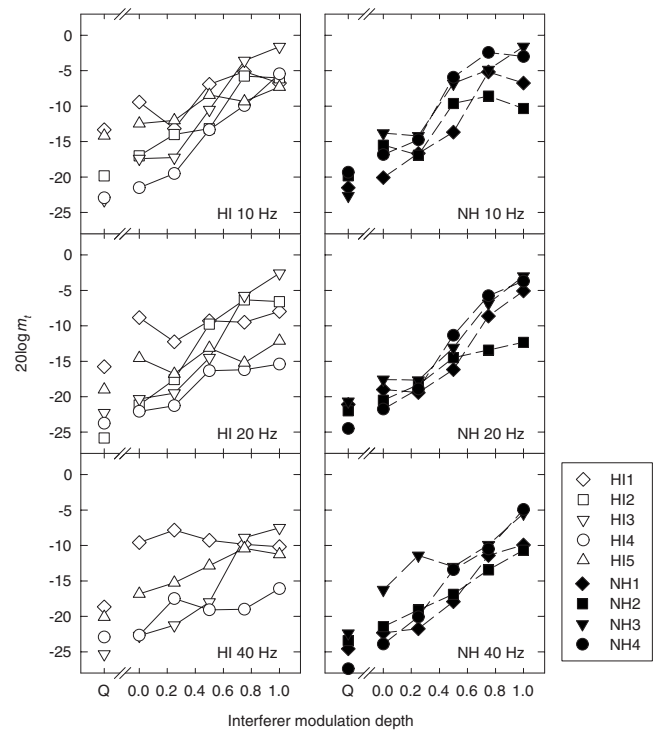 0
-5
-10
-15
-20
-25
HI 10 Hz
NH 10 Hz
0
-5
-10
-15
-20
-25
20log mt
HI 20 Hz
NH 20 Hz
0
-5
-10
-15
-20
-25
HI 40 Hz
NH 40 Hz
Q 0.0 0.2 0.4 0.6 0.8 1.0
Q 0.0 0.2 0.4 0.6 0.8 1.0
Interferer modulation depth
HI1
HI2
HI3
HI4
HI5
NH1
NH2
NH3
NH4